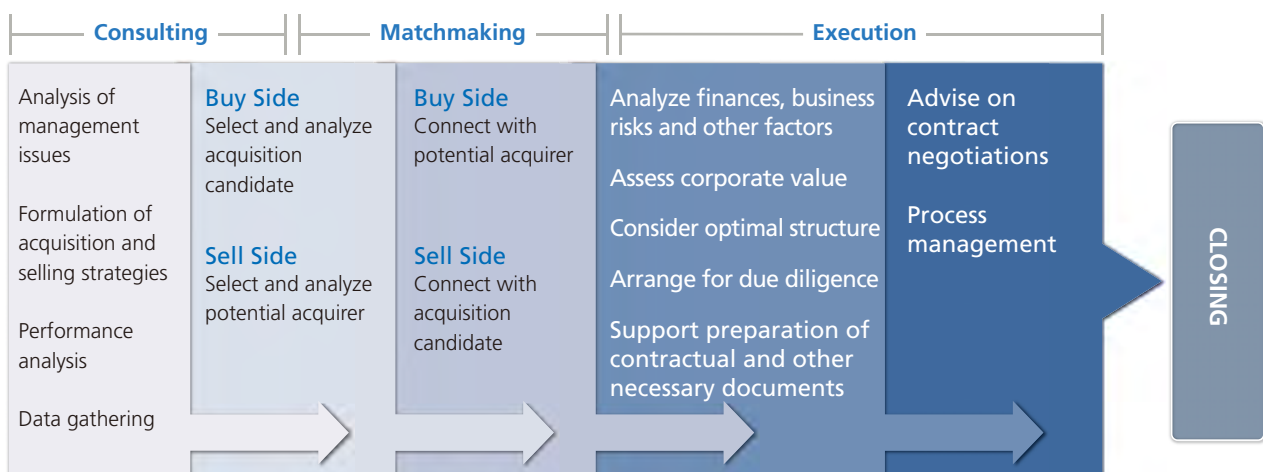 Consulting
Matchmaking
Execution
Analysis of
management
issues
Formulation of
acquisition and
selling strategies
Performance
analysis
Data gathering
Buy Side
Select and analyze
acquisition
candidate
Sell Side
Select and analyze
potential acquirer
Buy Side
Connect with
potential acquirer
Sell Side
Connect with
acquisition
candidate
Analyze finances, business
risks and other factors
Assess corporate value
Consider optimal structure
Arrange for due diligence
Support preparation of
contractual and other
necessary documents
Advise on
contract
negotiations
Process
management
CLOSING